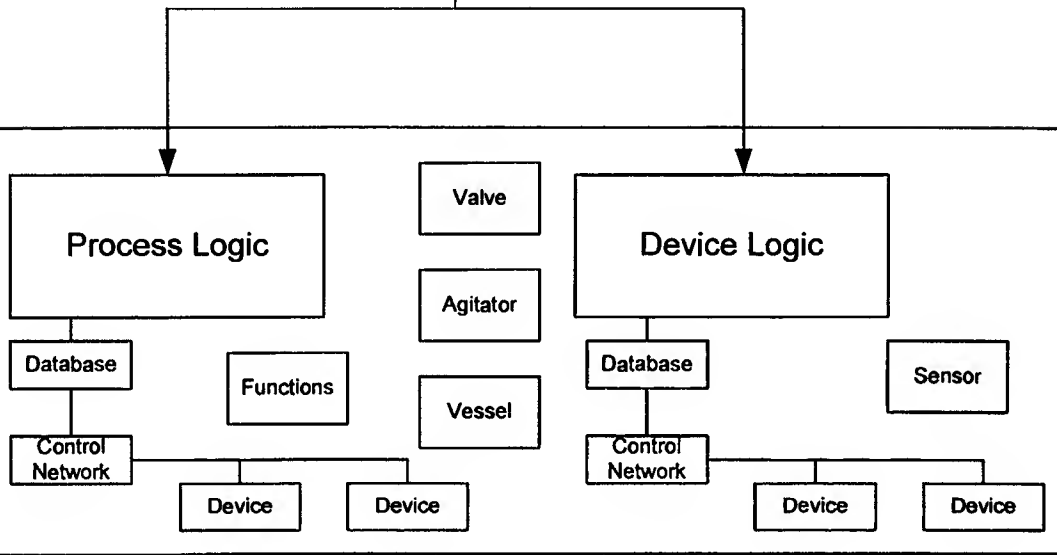 Valve
Process Logic
Device Logic
Agitator
Database
Functions
Vessel
Database
Sensor
Control
Network
Control
Network
Device
Device
Device
Device